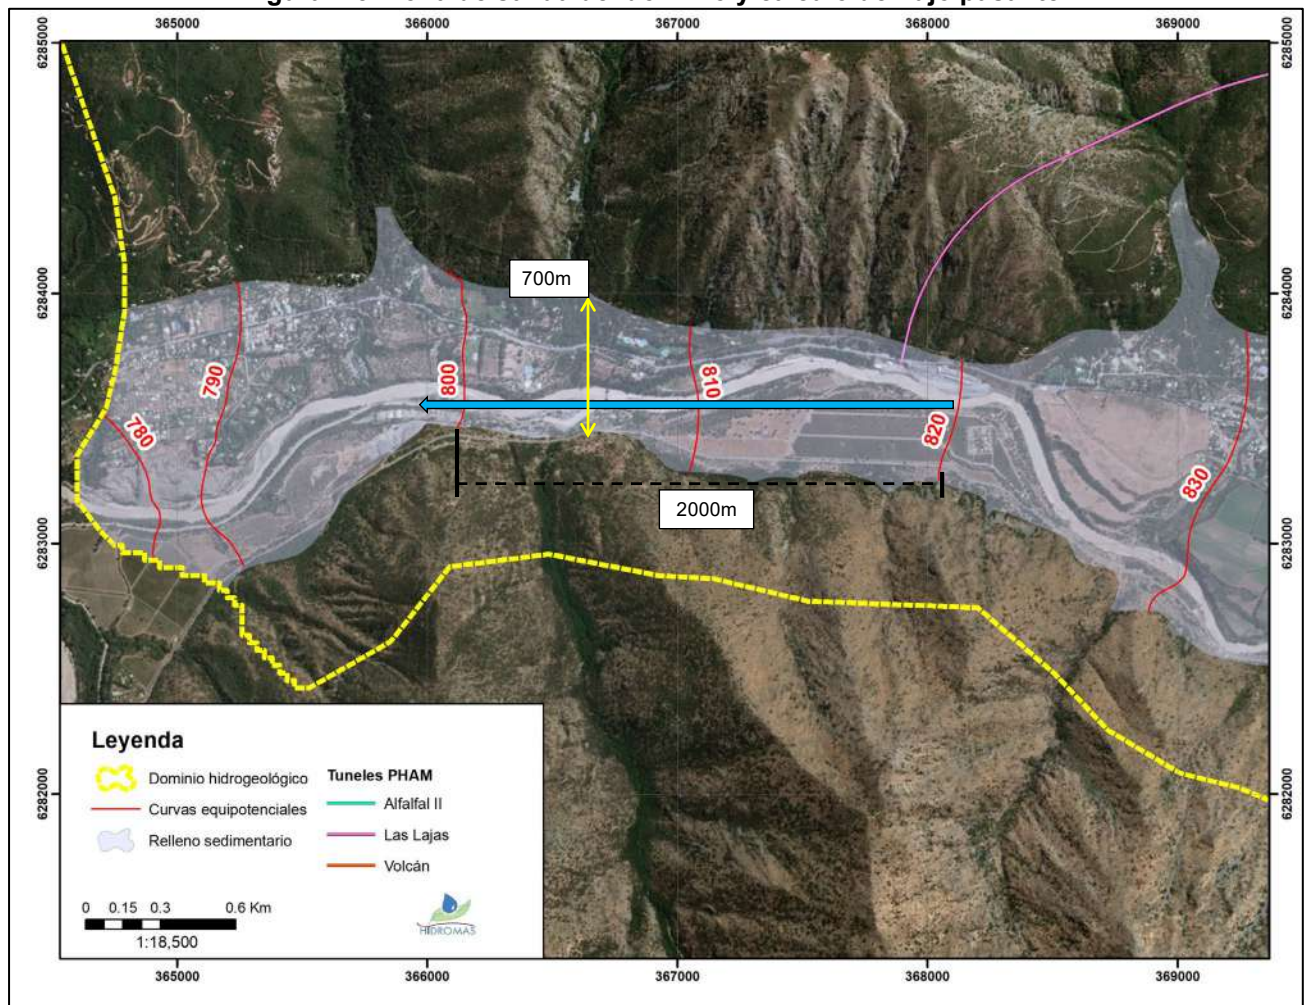 365000 366000 367000 368000 369000
6285000 6285000
700m
6284000 6284000
780
790
800
810
820
830
2000m
6283000 6283000
6282000 6282000
Leyenda
Dominio hidrogeológico
Curvas equipotenciales
Relleno sedimentario
Tuneles PHAM
Alfalfal II
Las Lajas
Volcán
0 0.15 0.3 0.6 Km
1:18,500
HIDROMAS
365000 366000 367000 368000 369000